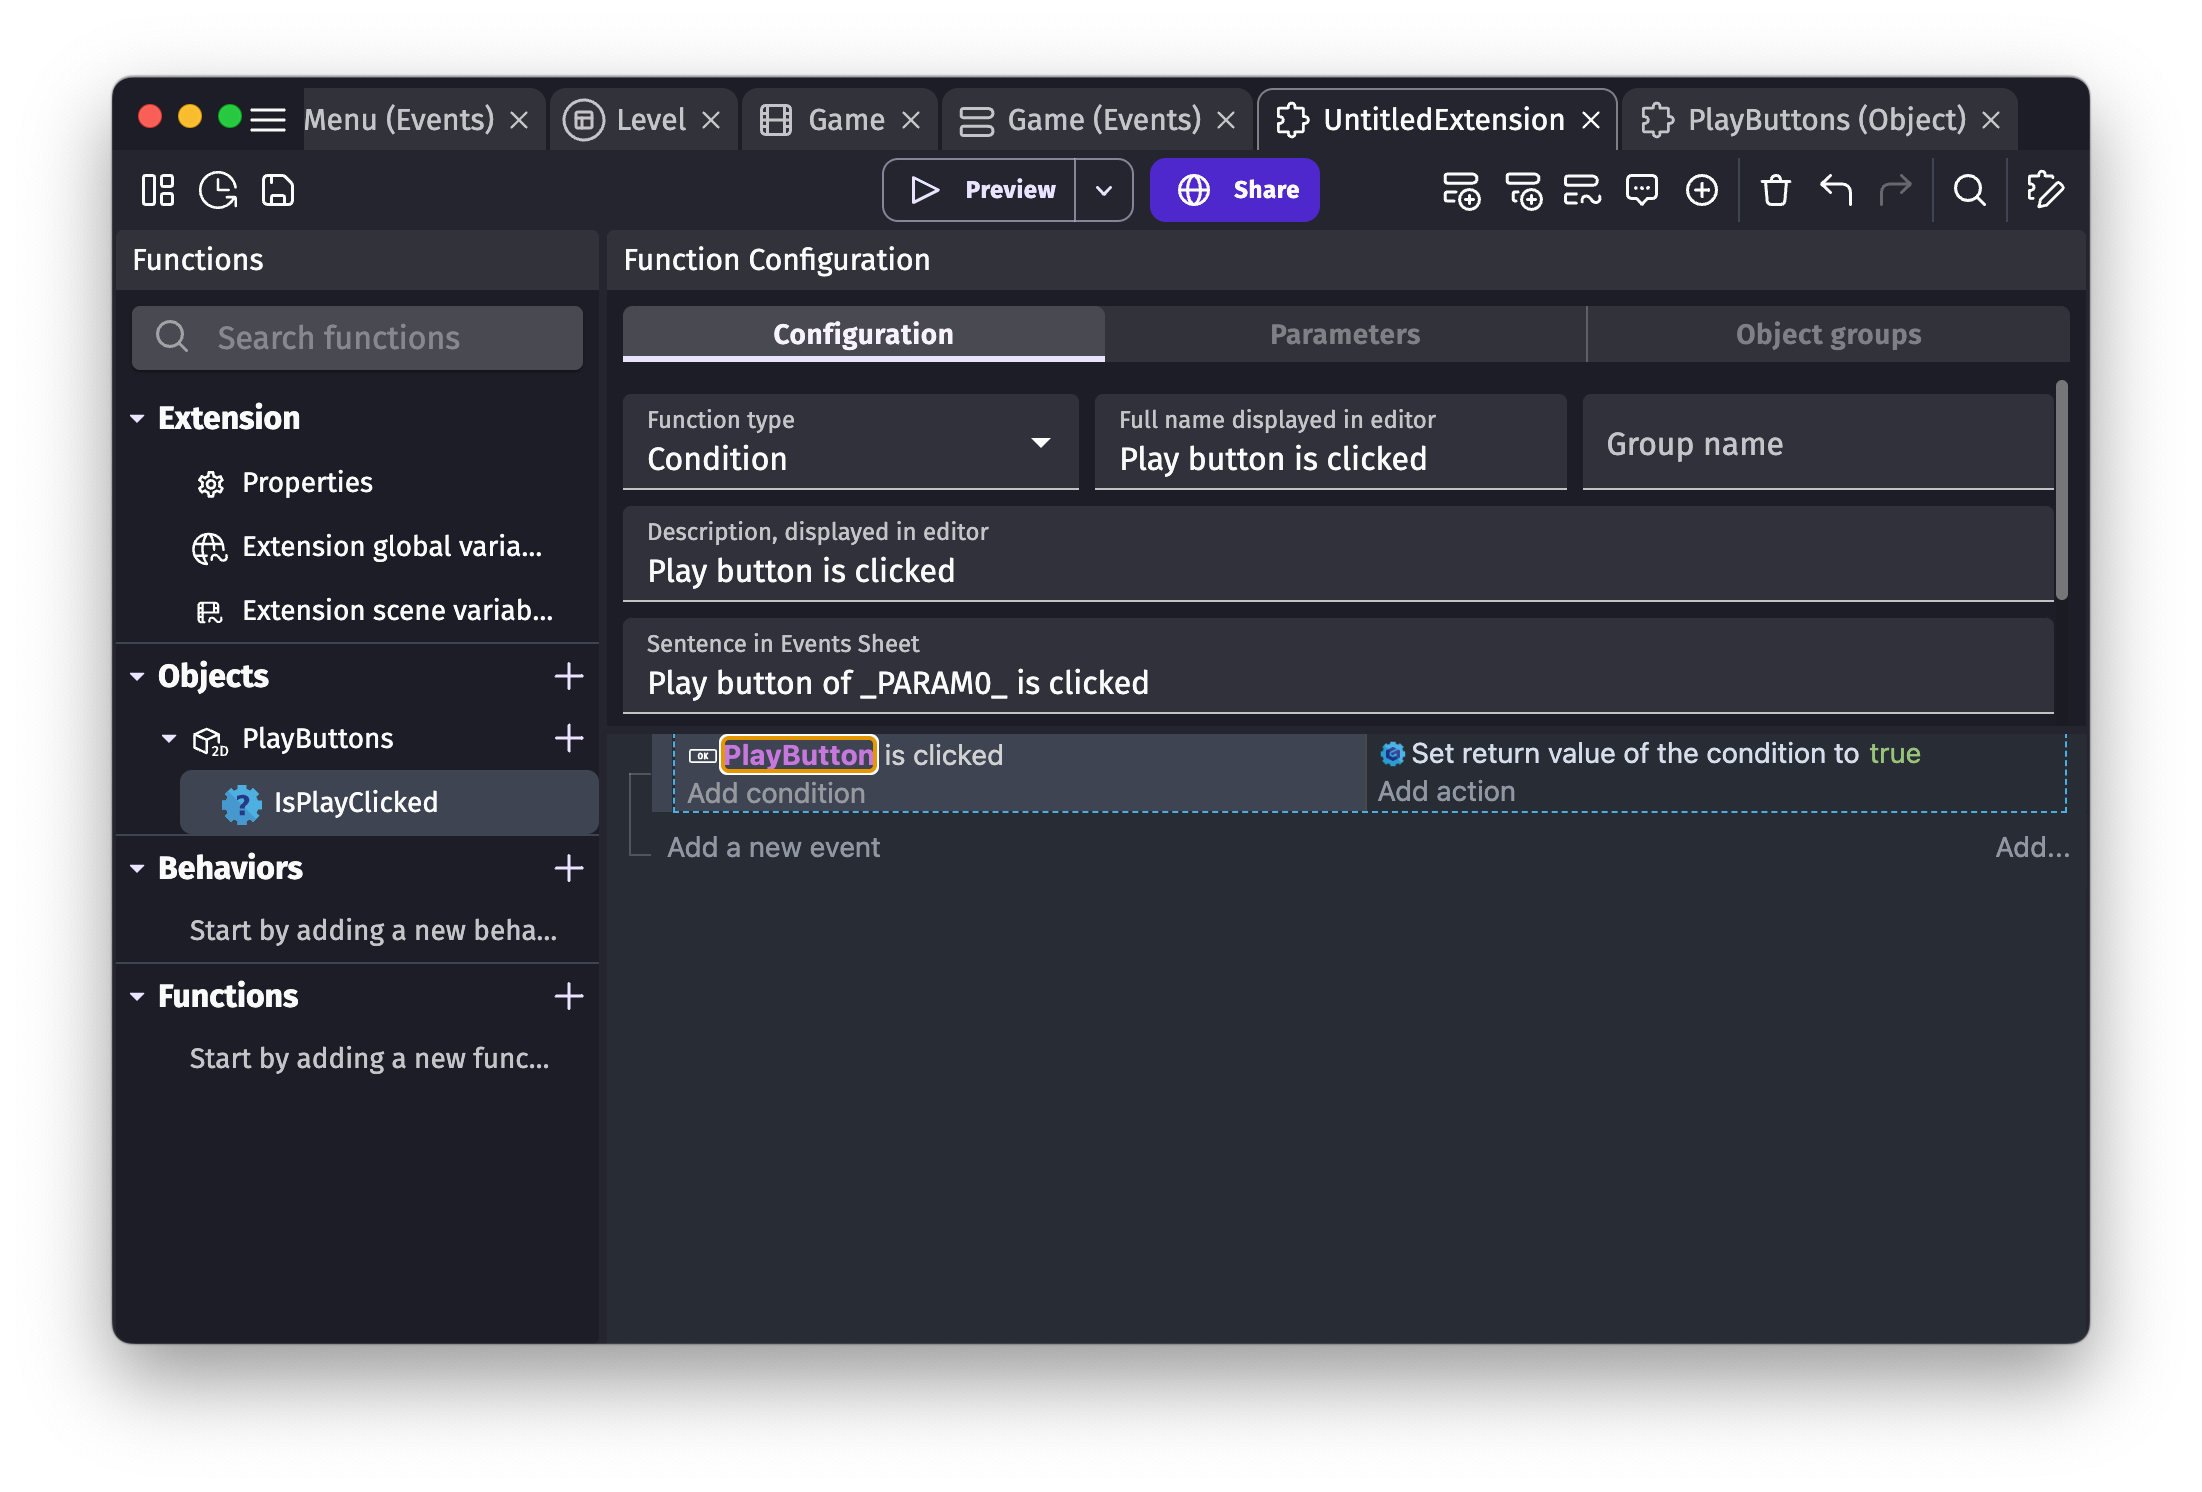 Menu (Events)
Level
Game
Game (Events)
UntitledExtension
PlayButtons (Object)
Preview
Share
Functions
Search functions
Extension
Properties
Extension global varia...
Extension scene variab...
Objects
PlayButtons
2D
IsPlayClicked
Behaviors
Start by adding a new beha...
Functions
Start by adding a new func...
Function Configuration
Configuration
Parameters
Object groups
Function type
Condition
Full name displayed in editor
Play button is clicked
Group name
Description, displayed in editor
Play button is clicked
Sentence in Events Sheet
Play button of _PARAM0_ is clicked
OK PlayButton is clicked
Add condition
Set return value of the condition to true
Add action
Add a new event
Add...